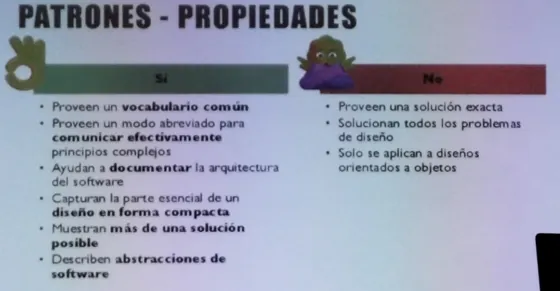 PATRONES - PROPIEDADES
Si
• Proveen un vocabulario común
• Proveen un modo abreviado para
comunicar efectivamente
principios complejos
• Ayudan a documentar la arquitectura
del software
• Capturan la parte esencial de un
diseño en forma compacta
• Muestran más de una solución
posible
• Describen abstracciones de
software
No
• Proveen una solución exacta
• Solucionan todos los problemas
de diseño
• Solo se aplican a diseños
orientados a objetos